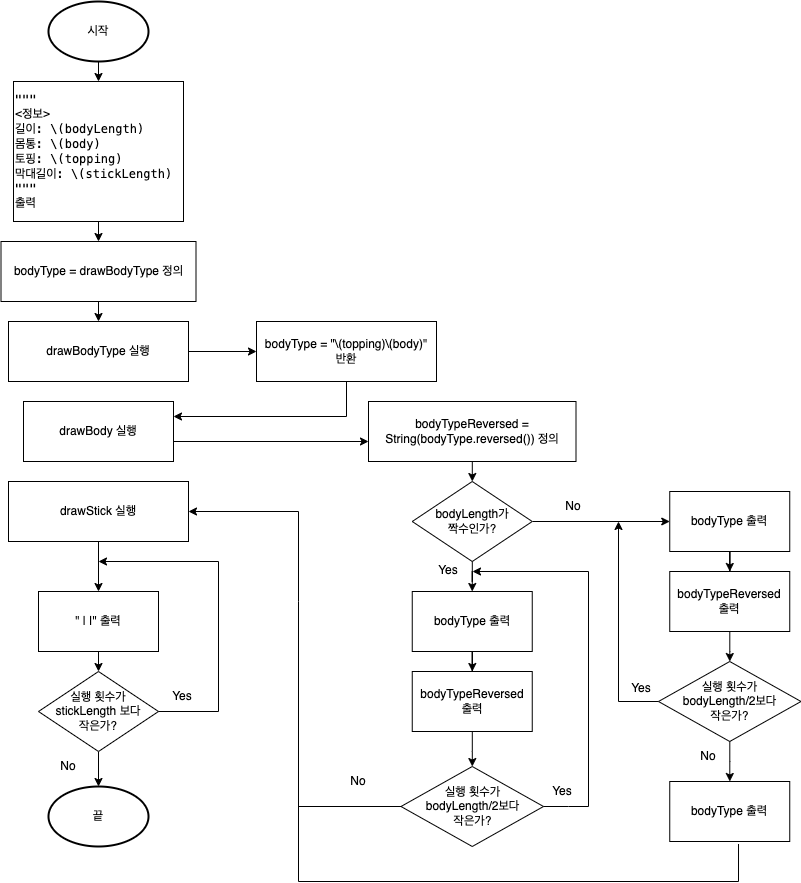 시작
"""
<정보>
길이: \(bodyLength)
몸통: \(body)
토핑: \(topping)
막대길이: \(stickLength)
"""
출력
bodyType = drawBodyType 정의
drawBodyType 실행
bodyType = "\(topping)\(body)"
반환
drawBody 실행
bodyTypeReversed =
String(bodyType.reversed()) 정의
drawStick 실행
bodyLength가
짝수인가?
No
bodyType 출력
Yes
" | |" 출력
bodyType 출력
bodyTypeReversed
출력
실행 횟수가
stickLength 보다
작은가?
Yes
bodyTypeReversed
출력
Yes
실행 횟수가
bodyLength/2보다
작은가?
No
No
No
실행 횟수가
bodyLength/2보다
작은가?
Yes
bodyType 출력
끝